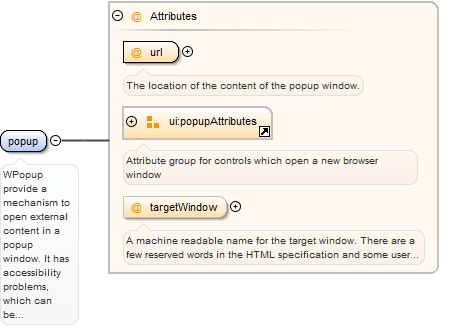 @ Attributes
@ url
The location of the content of the popup window.
ui:popupAttributes
Attribute group for controls which open a new browser
window
popup
WPopup
provide a
mechanism to
open external
content in a
popup
window. It has
accessibility
problems,
which can
be...
@ targetWindow
A machine readable name for the target window. There are a
few reserved words in the HTML specification and some user...